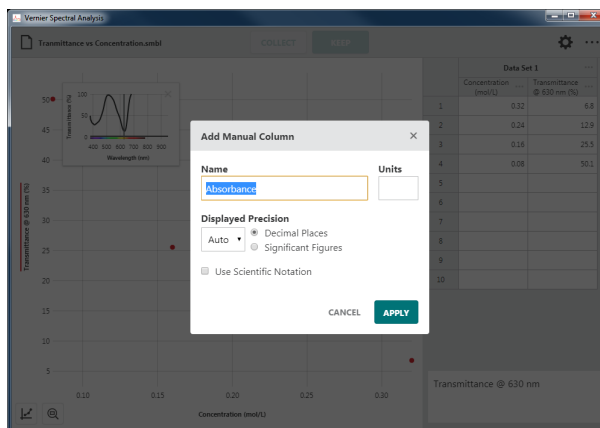 Vernier Spectral Analysis
Tranmittance vs Concentration.smbl
COLLECT
KEEP
Data Set 1
Concentration (mol/L)
Transmittance @ 630 nm (%)
1 0.32 6.8
2 0.24 12.9
3 0.16 25.5
4 0.08 50.1
5
6
7
8
9
10
100
50
0
Transmittance (%)
400 500 600 700 800 900
Wavelength (nm)
50
40
35
30
25
20
15
10
5
Transmittance @ 630 nm (%)
0.10 0.15 0.20 0.25 0.30
Concentration (mol/L)
Add Manual Column
Name
Units
Absorbance
Displayed Precision
Auto
Decimal Places
Significant Figures
Use Scientific Notation
CANCEL
APPLY
Transmittance @ 630 nm